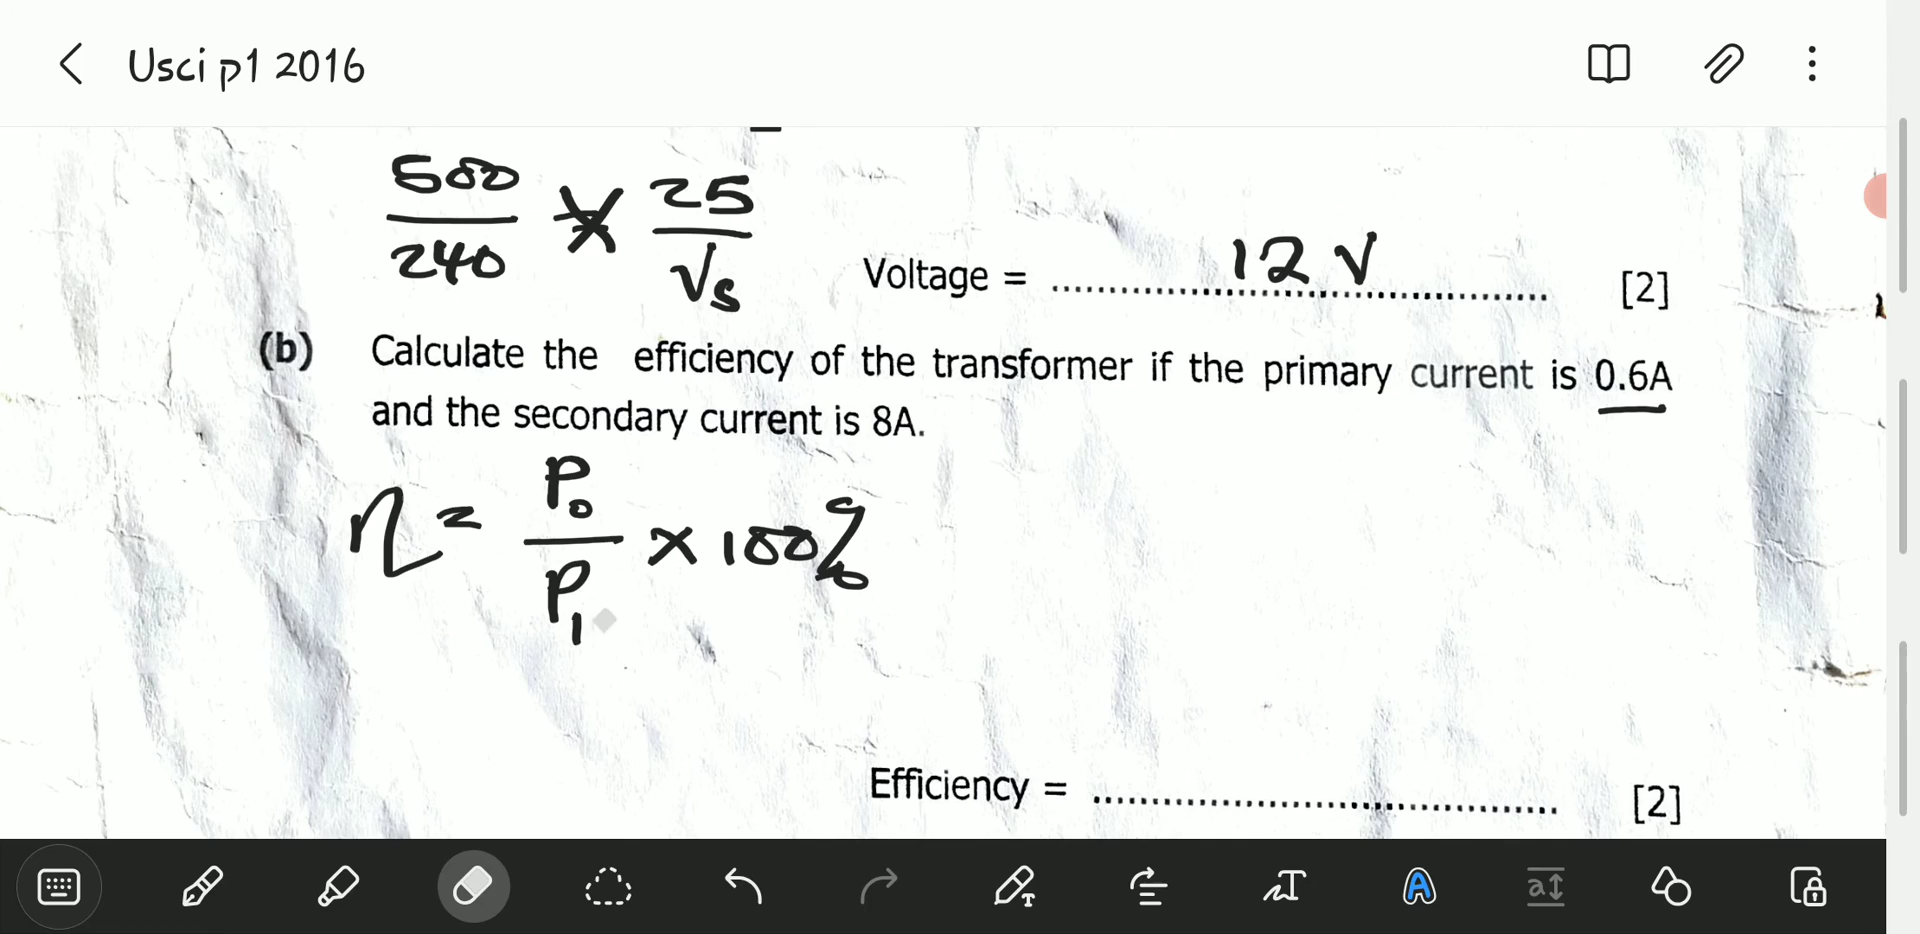 Usci p1 2016
500/240 × 25/Vs
Voltage = 12 V [2]
(b) Calculate the efficiency of the transformer if the primary current is 0.6A
and the secondary current is 8A.
η = Po/P1 × 100%
Efficiency = [2]